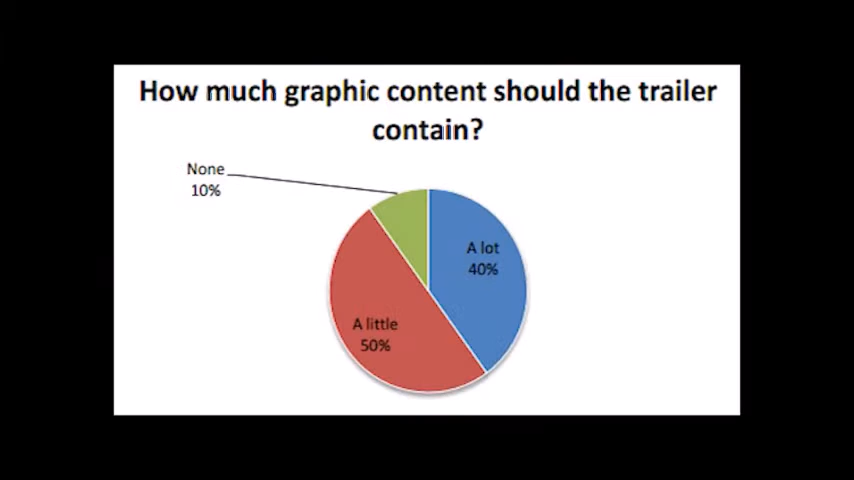 How much graphic content should the trailer
contain?
None
10%
A lot
40%
A little
50%